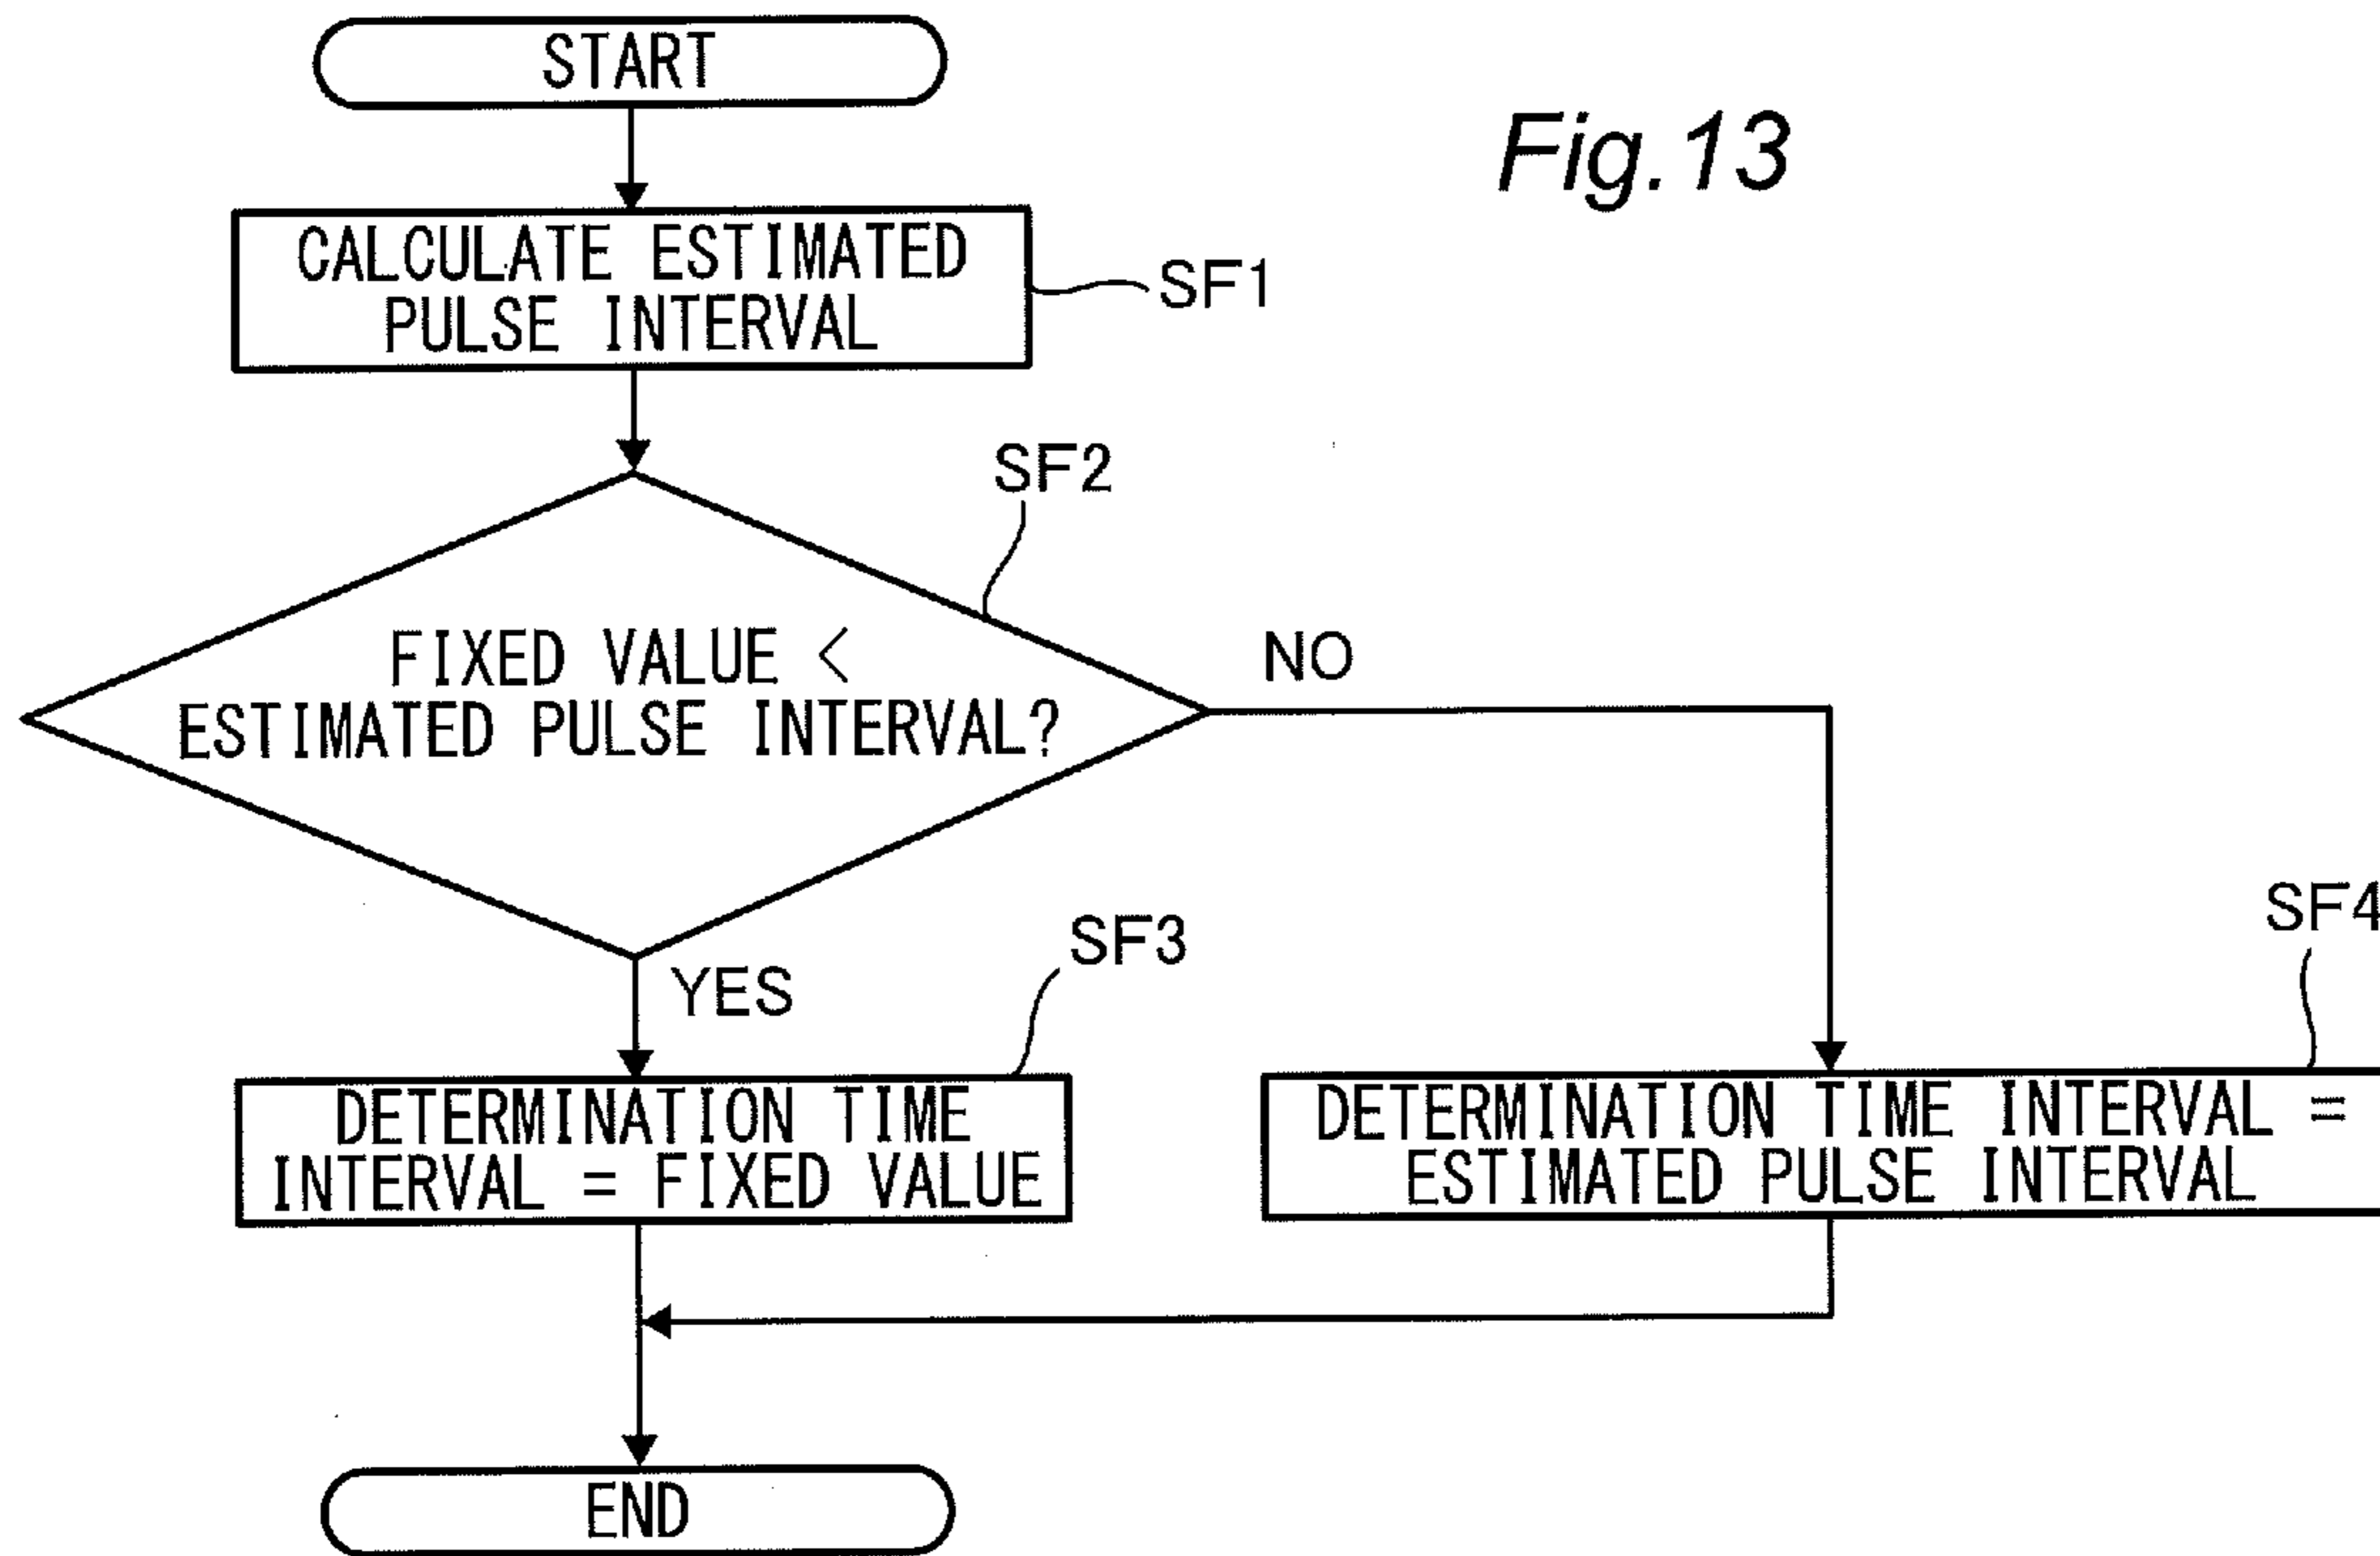 START
Fig.13
CALCULATE ESTIMATED
PULSE INTERVAL
SF1
SF2
FIXED VALUE <
ESTIMATED PULSE INTERVAL?
NO
YES
SF3
DETERMINATION TIME
INTERVAL = FIXED VALUE
SF4
DETERMINATION TIME INTERVAL =
ESTIMATED PULSE INTERVAL
END